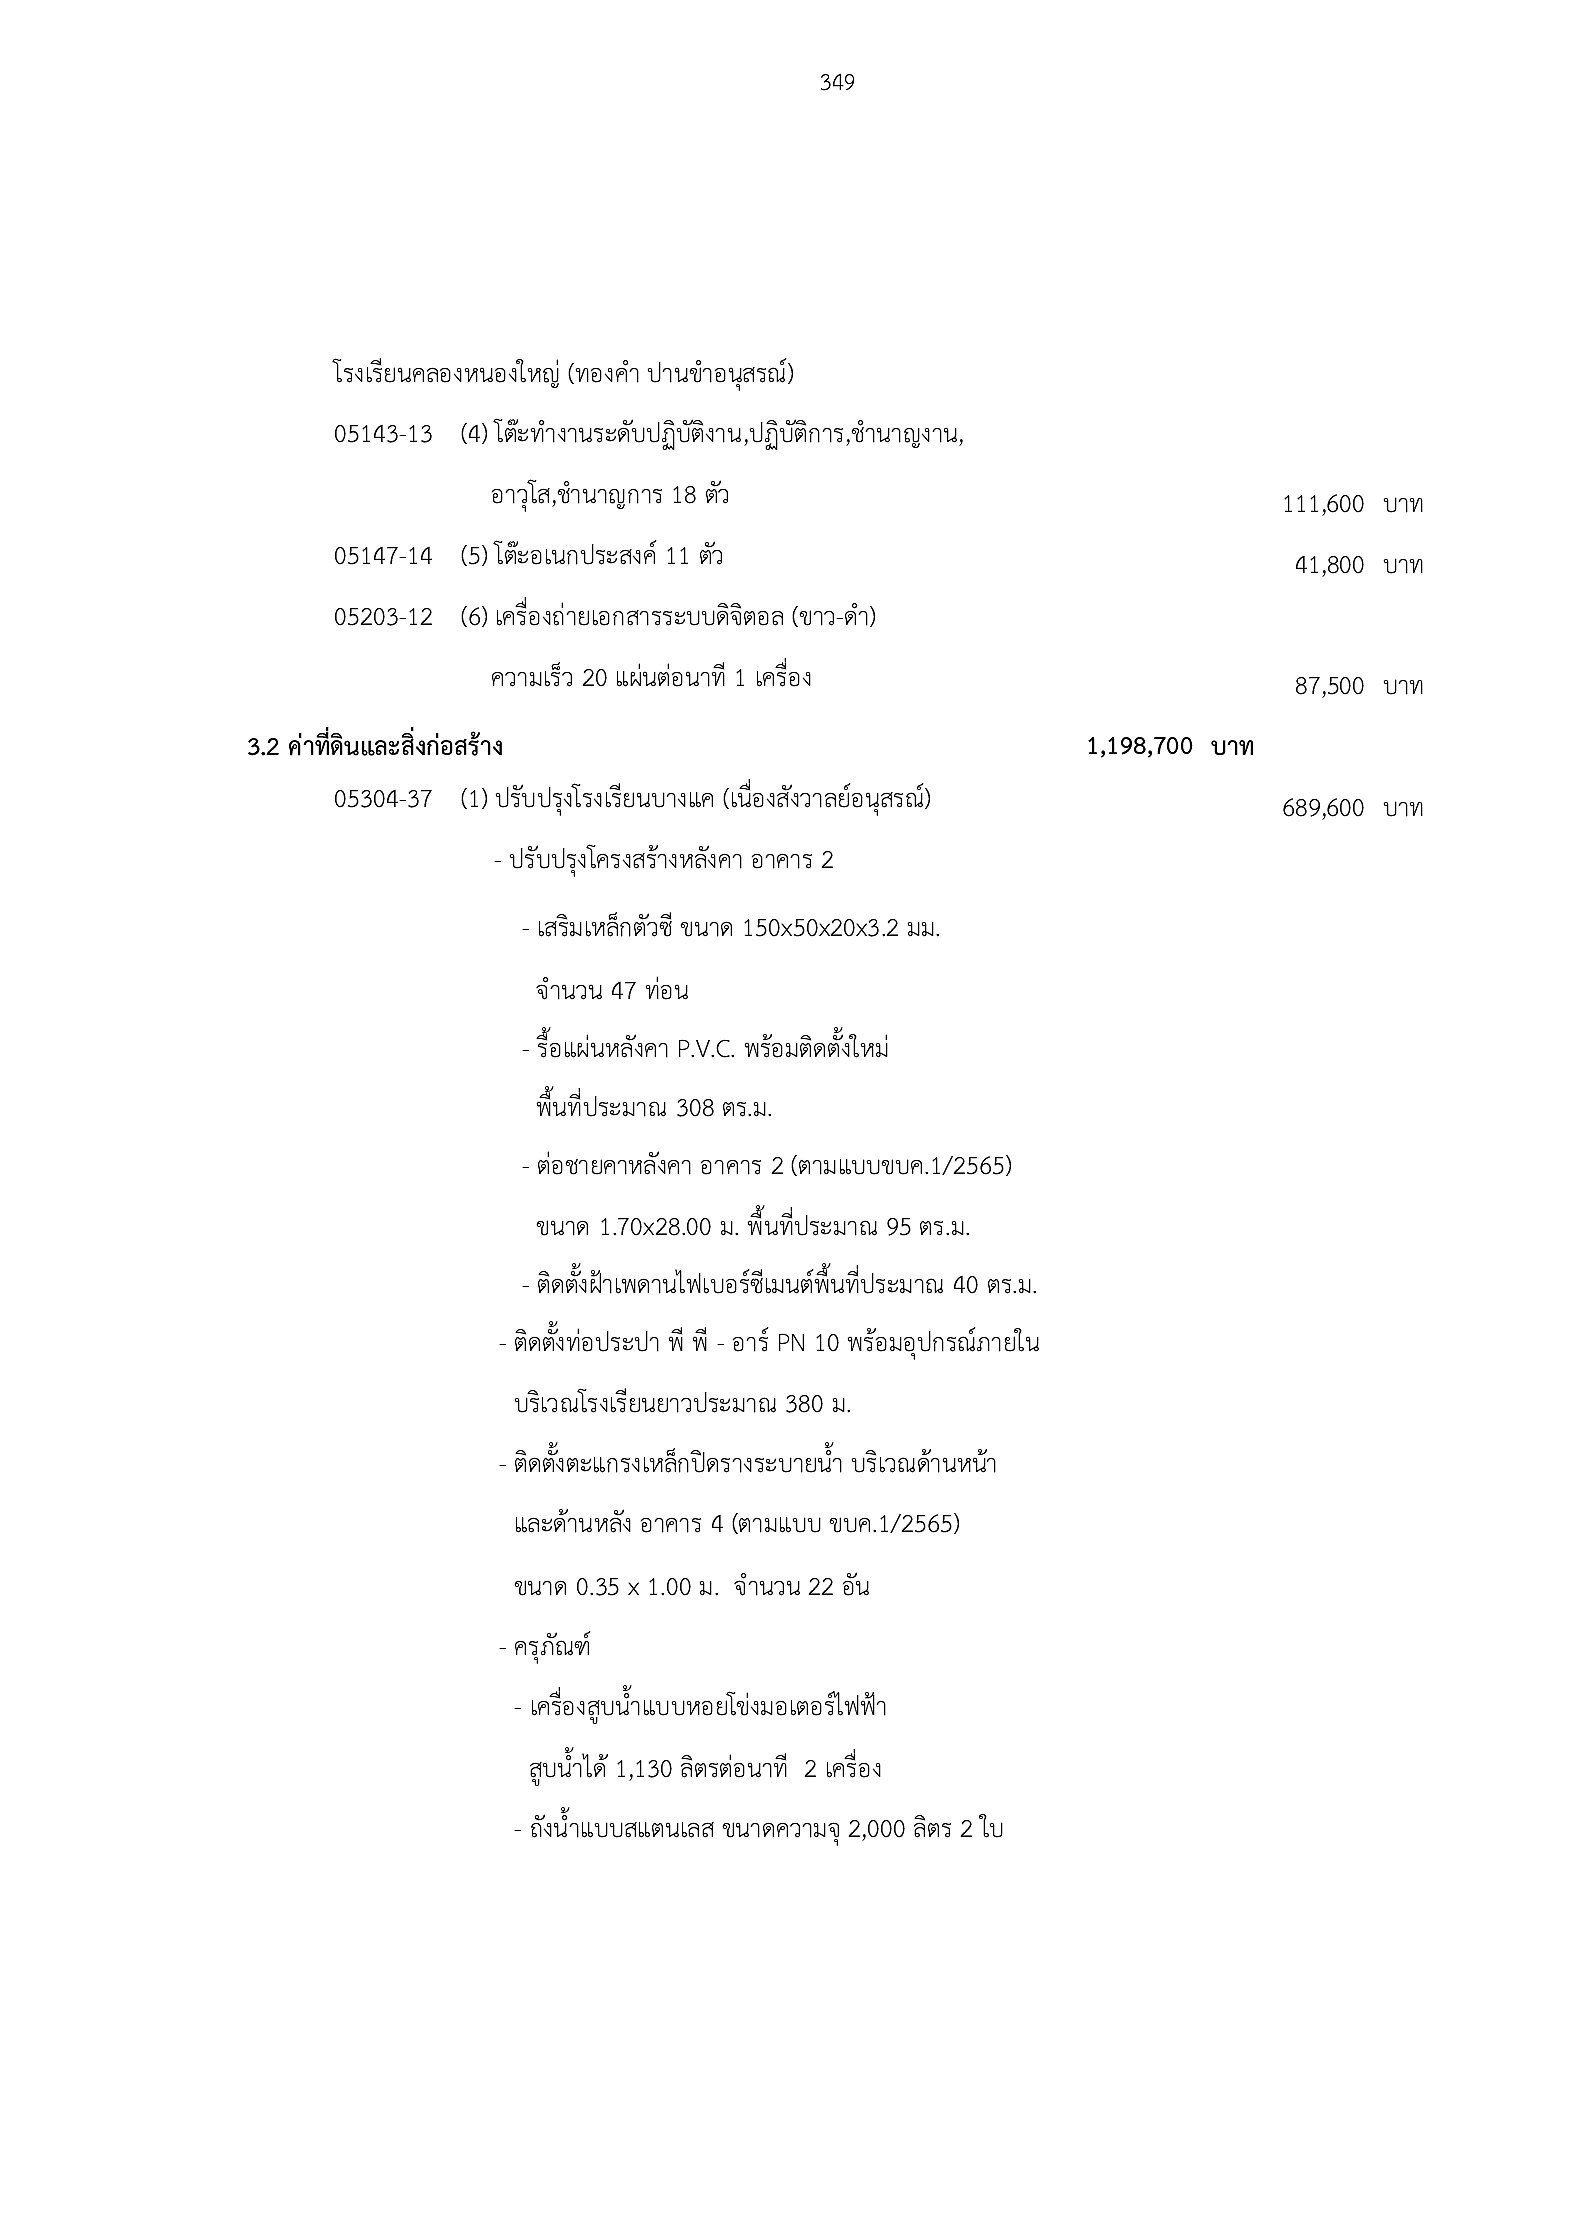 349
โรงเรียนคลองหนองใหญ่ (ทองคำ ปานขำอนุสรณ์)
05143-13 (4) โต๊ะทำงานระดับปฏิบัติงาน,ปฏิบัติการ,ชำนาญงาน,
อาวุโส,ชำนาญการ 18 ตัว 111,600 บาท
05147-14 (5) โต๊ะอเนกประสงค์ 11 ตัว 41,800 บาท
05203-12 (6) เครื่องถ่ายเอกสารระบบดิจิตอล (ขาว-ดำ)
ความเร็ว 20 แผ่นต่อนาที 1 เครื่อง 87,500 บาท
3.2 ค่าที่ดินและสิ่งก่อสร้าง 1,198,700 บาท
05304-37 (1) ปรับปรุงโรงเรียนบางแค (เนื่องสังวาลย์อนุสรณ์) 689,600 บาท
- ปรับปรุงโครงสร้างหลังคา อาคาร 2
- เสริมเหล็กตัวซี ขนาด 150x50x20x3.2 มม.
จำนวน 47 ท่อน
- รื้อแผ่นหลังคา P.V.C. พร้อมติดตั้งใหม่
พื้นที่ประมาณ 308 ตร.ม.
- ต่อชายคาหลังคา อาคาร 2 (ตามแบบขบค.1/2565)
ขนาด 1.70x28.00 ม. พื้นที่ประมาณ 95 ตร.ม.
- ติดตั้งฝ้าเพดานไฟเบอร์ซีเมนต์พื้นที่ประมาณ 40 ตร.ม.
- ติดตั้งท่อประปา พี พี - อาร์ PN 10 พร้อมอุปกรณ์ภายใน
บริเวณโรงเรียนยาวประมาณ 380 ม.
- ติดตั้งตะแกรงเหล็กปิดรางระบายน้ำ บริเวณด้านหน้า
และด้านหลัง อาคาร 4 (ตามแบบ ขบค.1/2565)
ขนาด 0.35 x 1.00 ม. จำนวน 22 อัน
- ครุภัณฑ์
- เครื่องสูบน้ำแบบหอยโข่งมอเตอร์ไฟฟ้า
สูบน้ำได้ 1,130 ลิตรต่อนาที 2 เครื่อง
- ถังน้ำแบบสแตนเลส ขนาดความจุ 2,000 ลิตร 2 ใบ